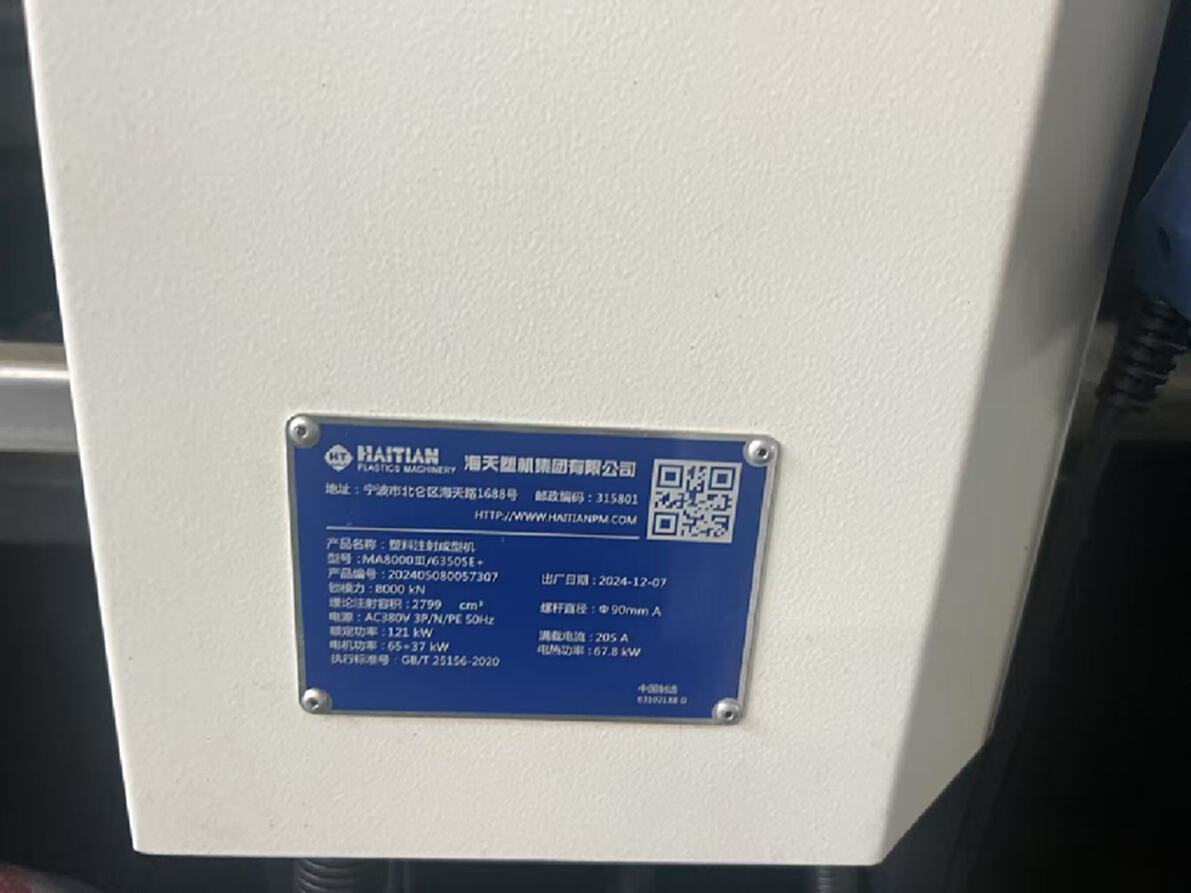 HT HAITIAN
PLASTICS MACHINERY
海天塑机集团有限公司
地址：宁波市北仑区海天路1688号 邮政编码：315801
HTTP://WWW.HAITIANPM.COM
产品名称：塑料注射成型机
型号：MA8000Ⅲ/6350SE+
产品编号：202405080057307 出厂日期：2024-12-07
锁模力：8000 kN
理论注射容积：2799 cm³ 螺杆直径：Φ90mm A
电源：AC380V 3P/N/PE 50Hz
额定功率：121 kW 满载电流：205 A
电机功率：65+37 kW 电热功率：67.8 kW
执行标准号：GB/T 25156-2020
中国制造